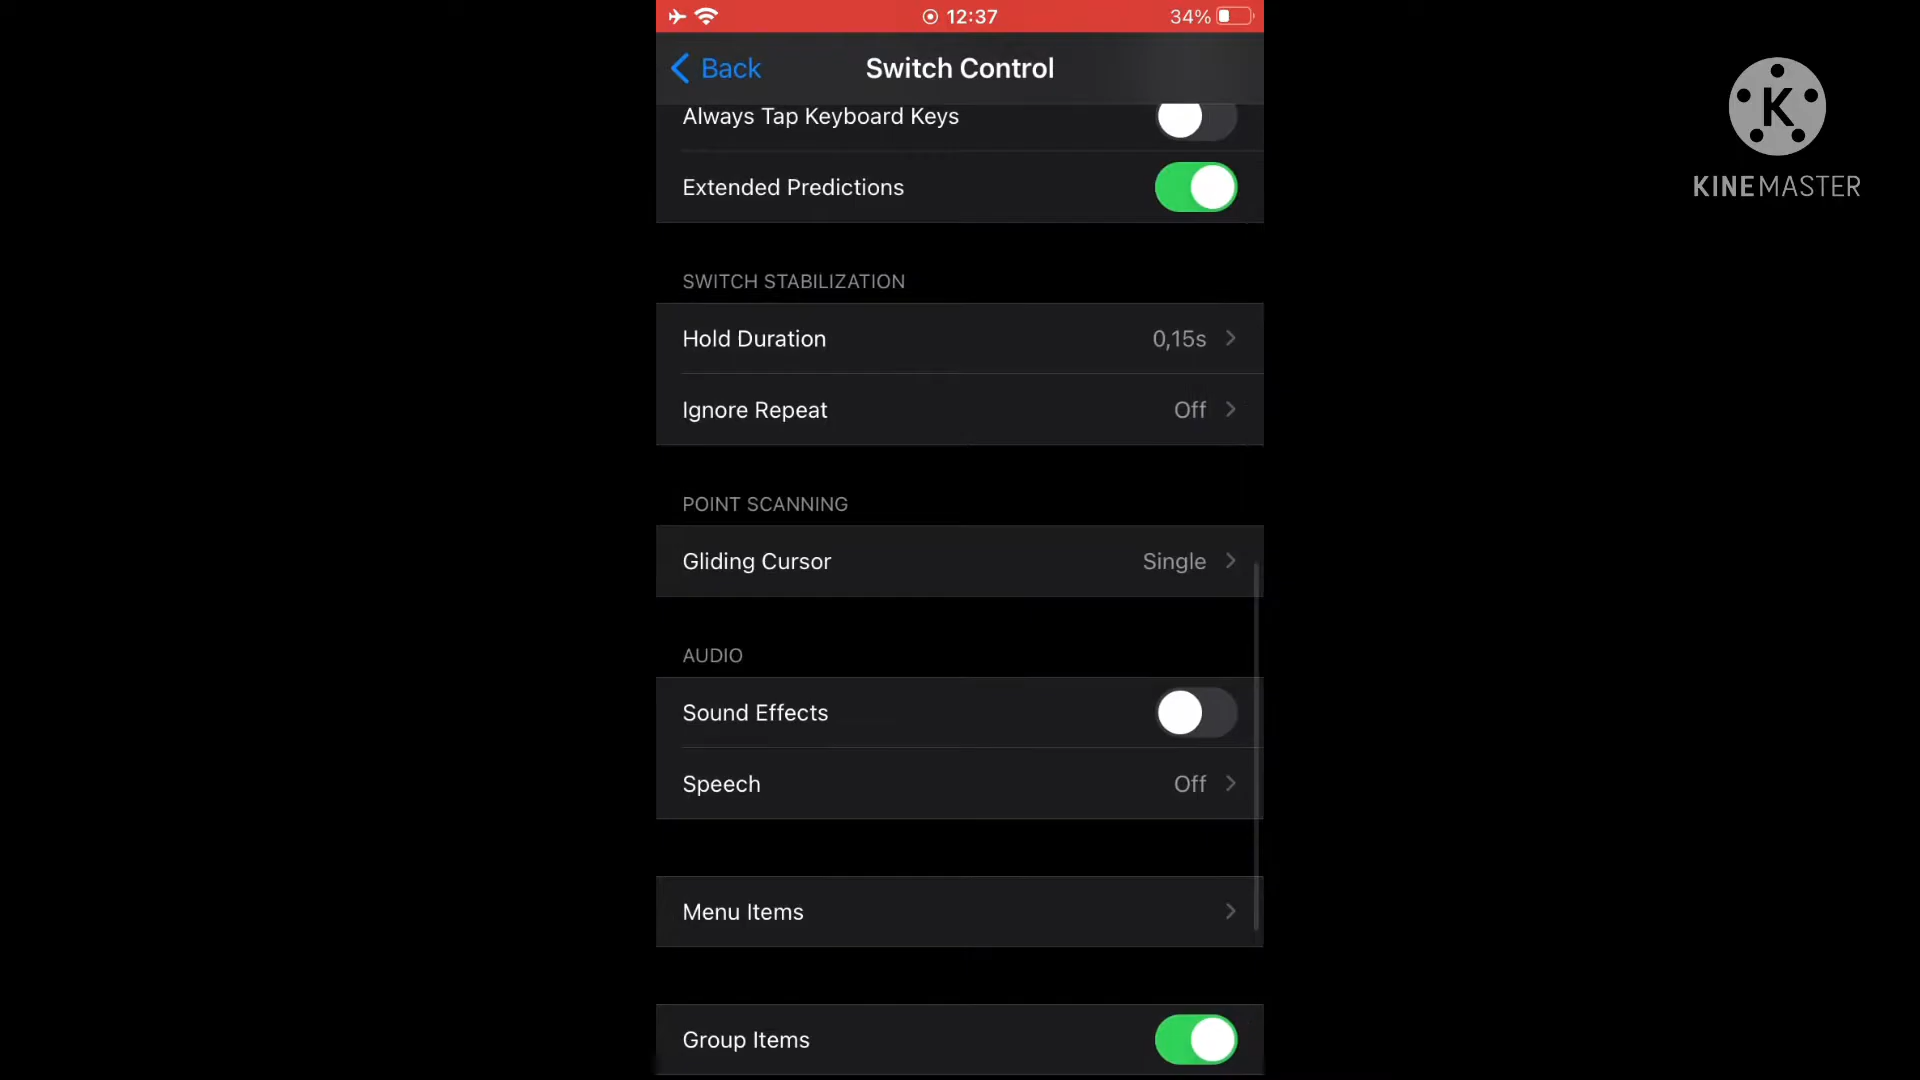 12:37
34%
Back
Switch Control
K
KINEMASTER
Always Tap Keyboard Keys
Extended Predictions
SWITCH STABILIZATION
Hold Duration 0,15s
Ignore Repeat Off
POINT SCANNING
Gliding Cursor Single
AUDIO
Sound Effects
Speech Off
Menu Items
Group Items